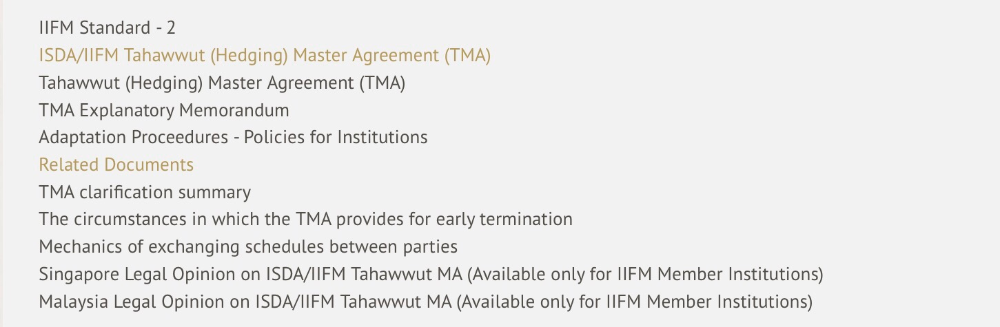 IIFM Standard - 2
ISDA/IIFM Tahawwut (Hedging) Master Agreement (TMA)
Tahawwut (Hedging) Master Agreement (TMA)
TMA Explanatory Memorandum
Adaptation Proceedures - Policies for Institutions
Related Documents
TMA clarification summary
The circumstances in which the TMA provides for early termination
Mechanics of exchanging schedules between parties
Singapore Legal Opinion on ISDA/IIFM Tahawwut MA (Available only for IIFM Member Institutions)
Malaysia Legal Opinion on ISDA/IIFM Tahawwut MA (Available only for IIFM Member Institutions)